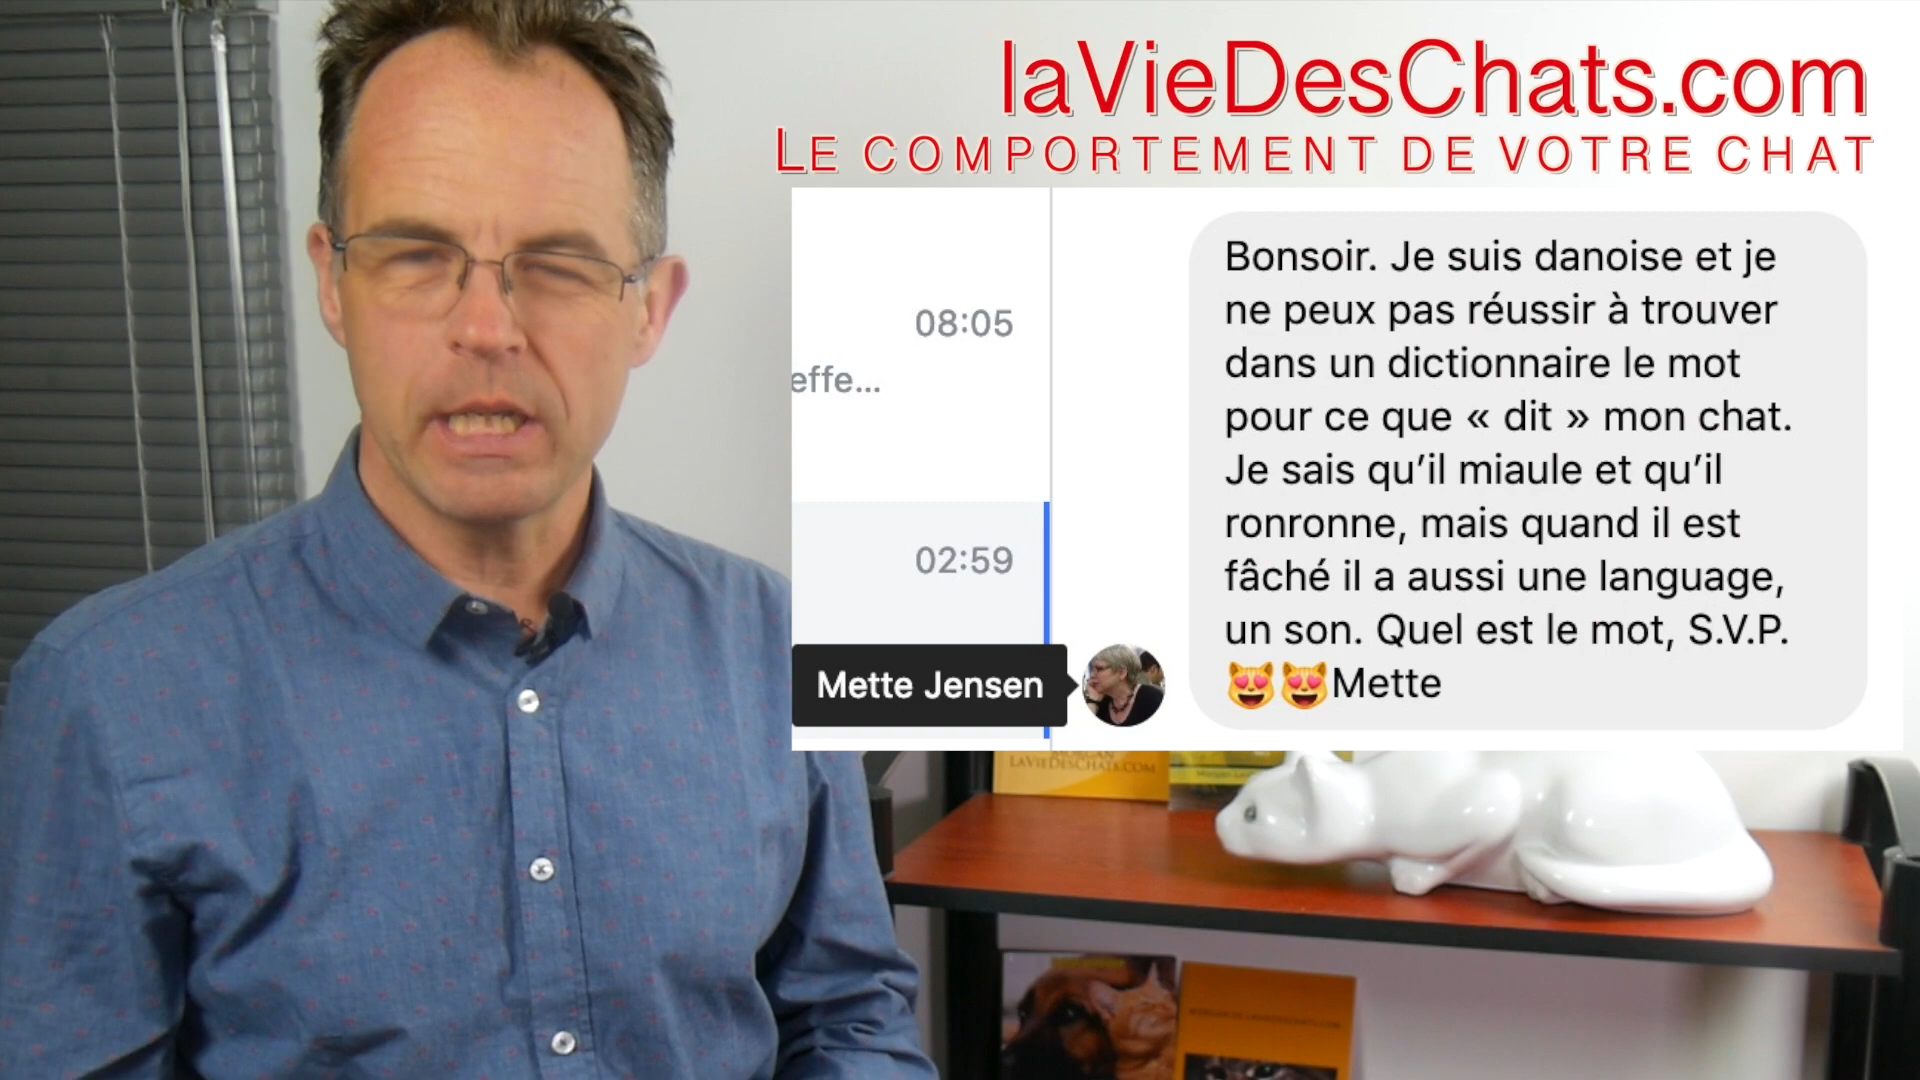 laVieDesChats.com
LE COMPORTEMENT DE VOTRE CHAT
08:05
effe...
02:59
Mette Jensen
Bonsoir. Je suis danoise et je
ne peux pas réussir à trouver
dans un dictionnaire le mot
pour ce que « dit » mon chat.
Je sais qu’il miaule et qu’il
ronronne, mais quand il est
fâché il a aussi une language,
un son. Quel est le mot, S.V.P.
😻😻Mette
MORGAN
LAVIEDESCHATS.COM